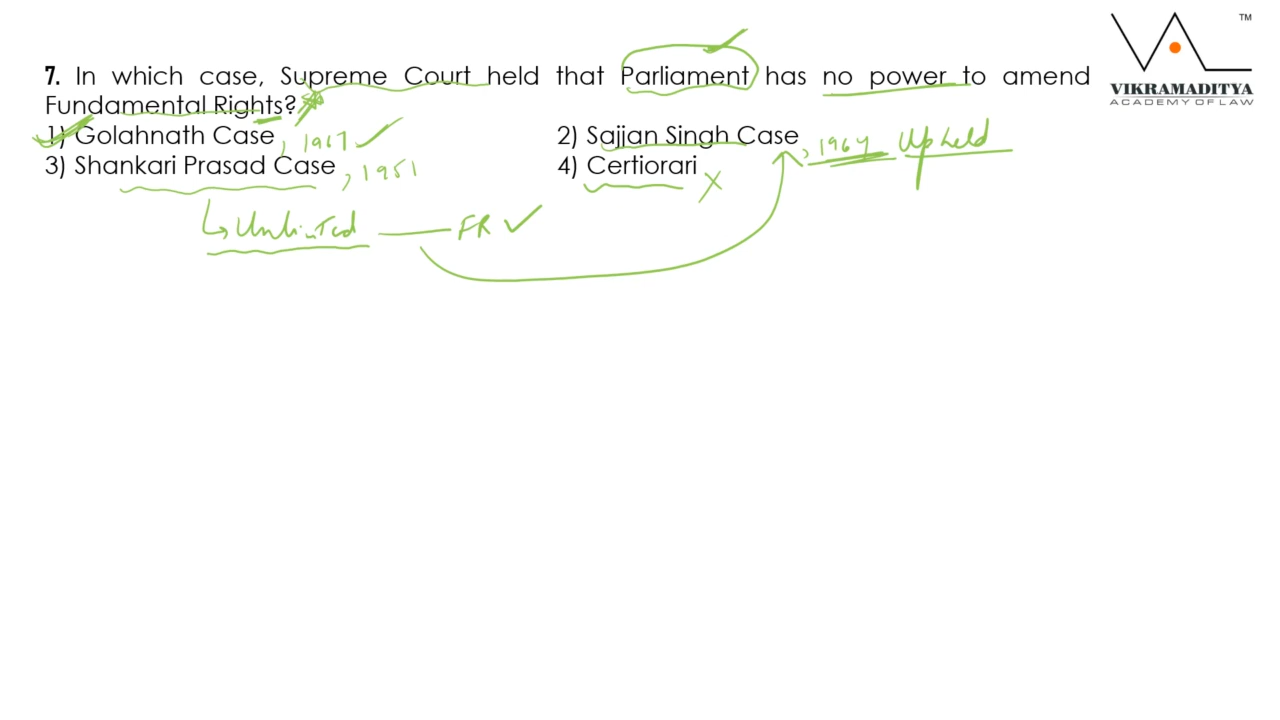 TM
VIKRAMADITYA
ACADEMY OF LAW
7. In which case, Supreme Court held that Parliament has no power to amend
Fundamental Rights?
1) Golahnath Case , 1967
2) Sajjan Singh Case , 1964 Upheld
3) Shankari Prasad Case , 1951
4) Certiorari X
Unlimited — FR ✓